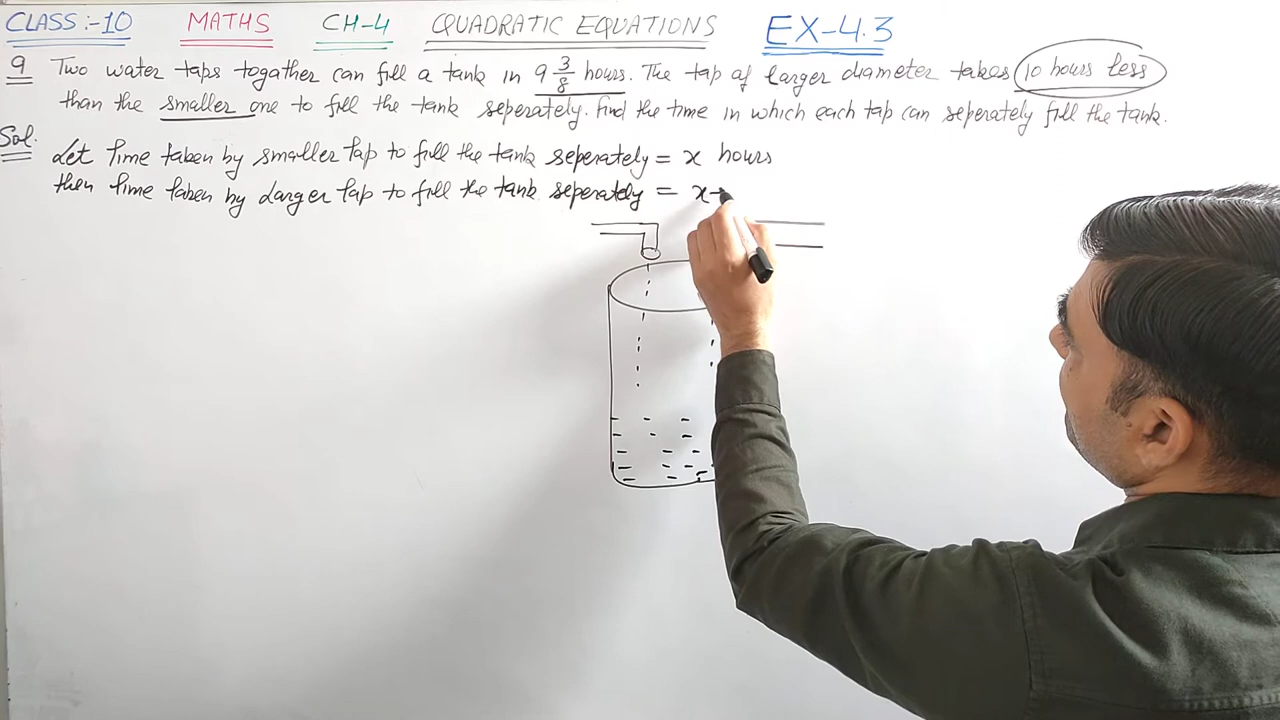 CLASS:-10 MATHS CH-4 QUADRATIC EQUATIONS EX-4.3
9 Two water taps togather can fill a tank in 9 3/8 hours. The tap of larger diameter takes 10 hours less
than the smaller one to fill the tank seperately. Find the time in which each tap can seperately fill the tank.
Sol. Let Time taken by smaller Tap to fill the tank seperately = x hours
then Time taken by Larger Tap to fill the tank seperately = x-